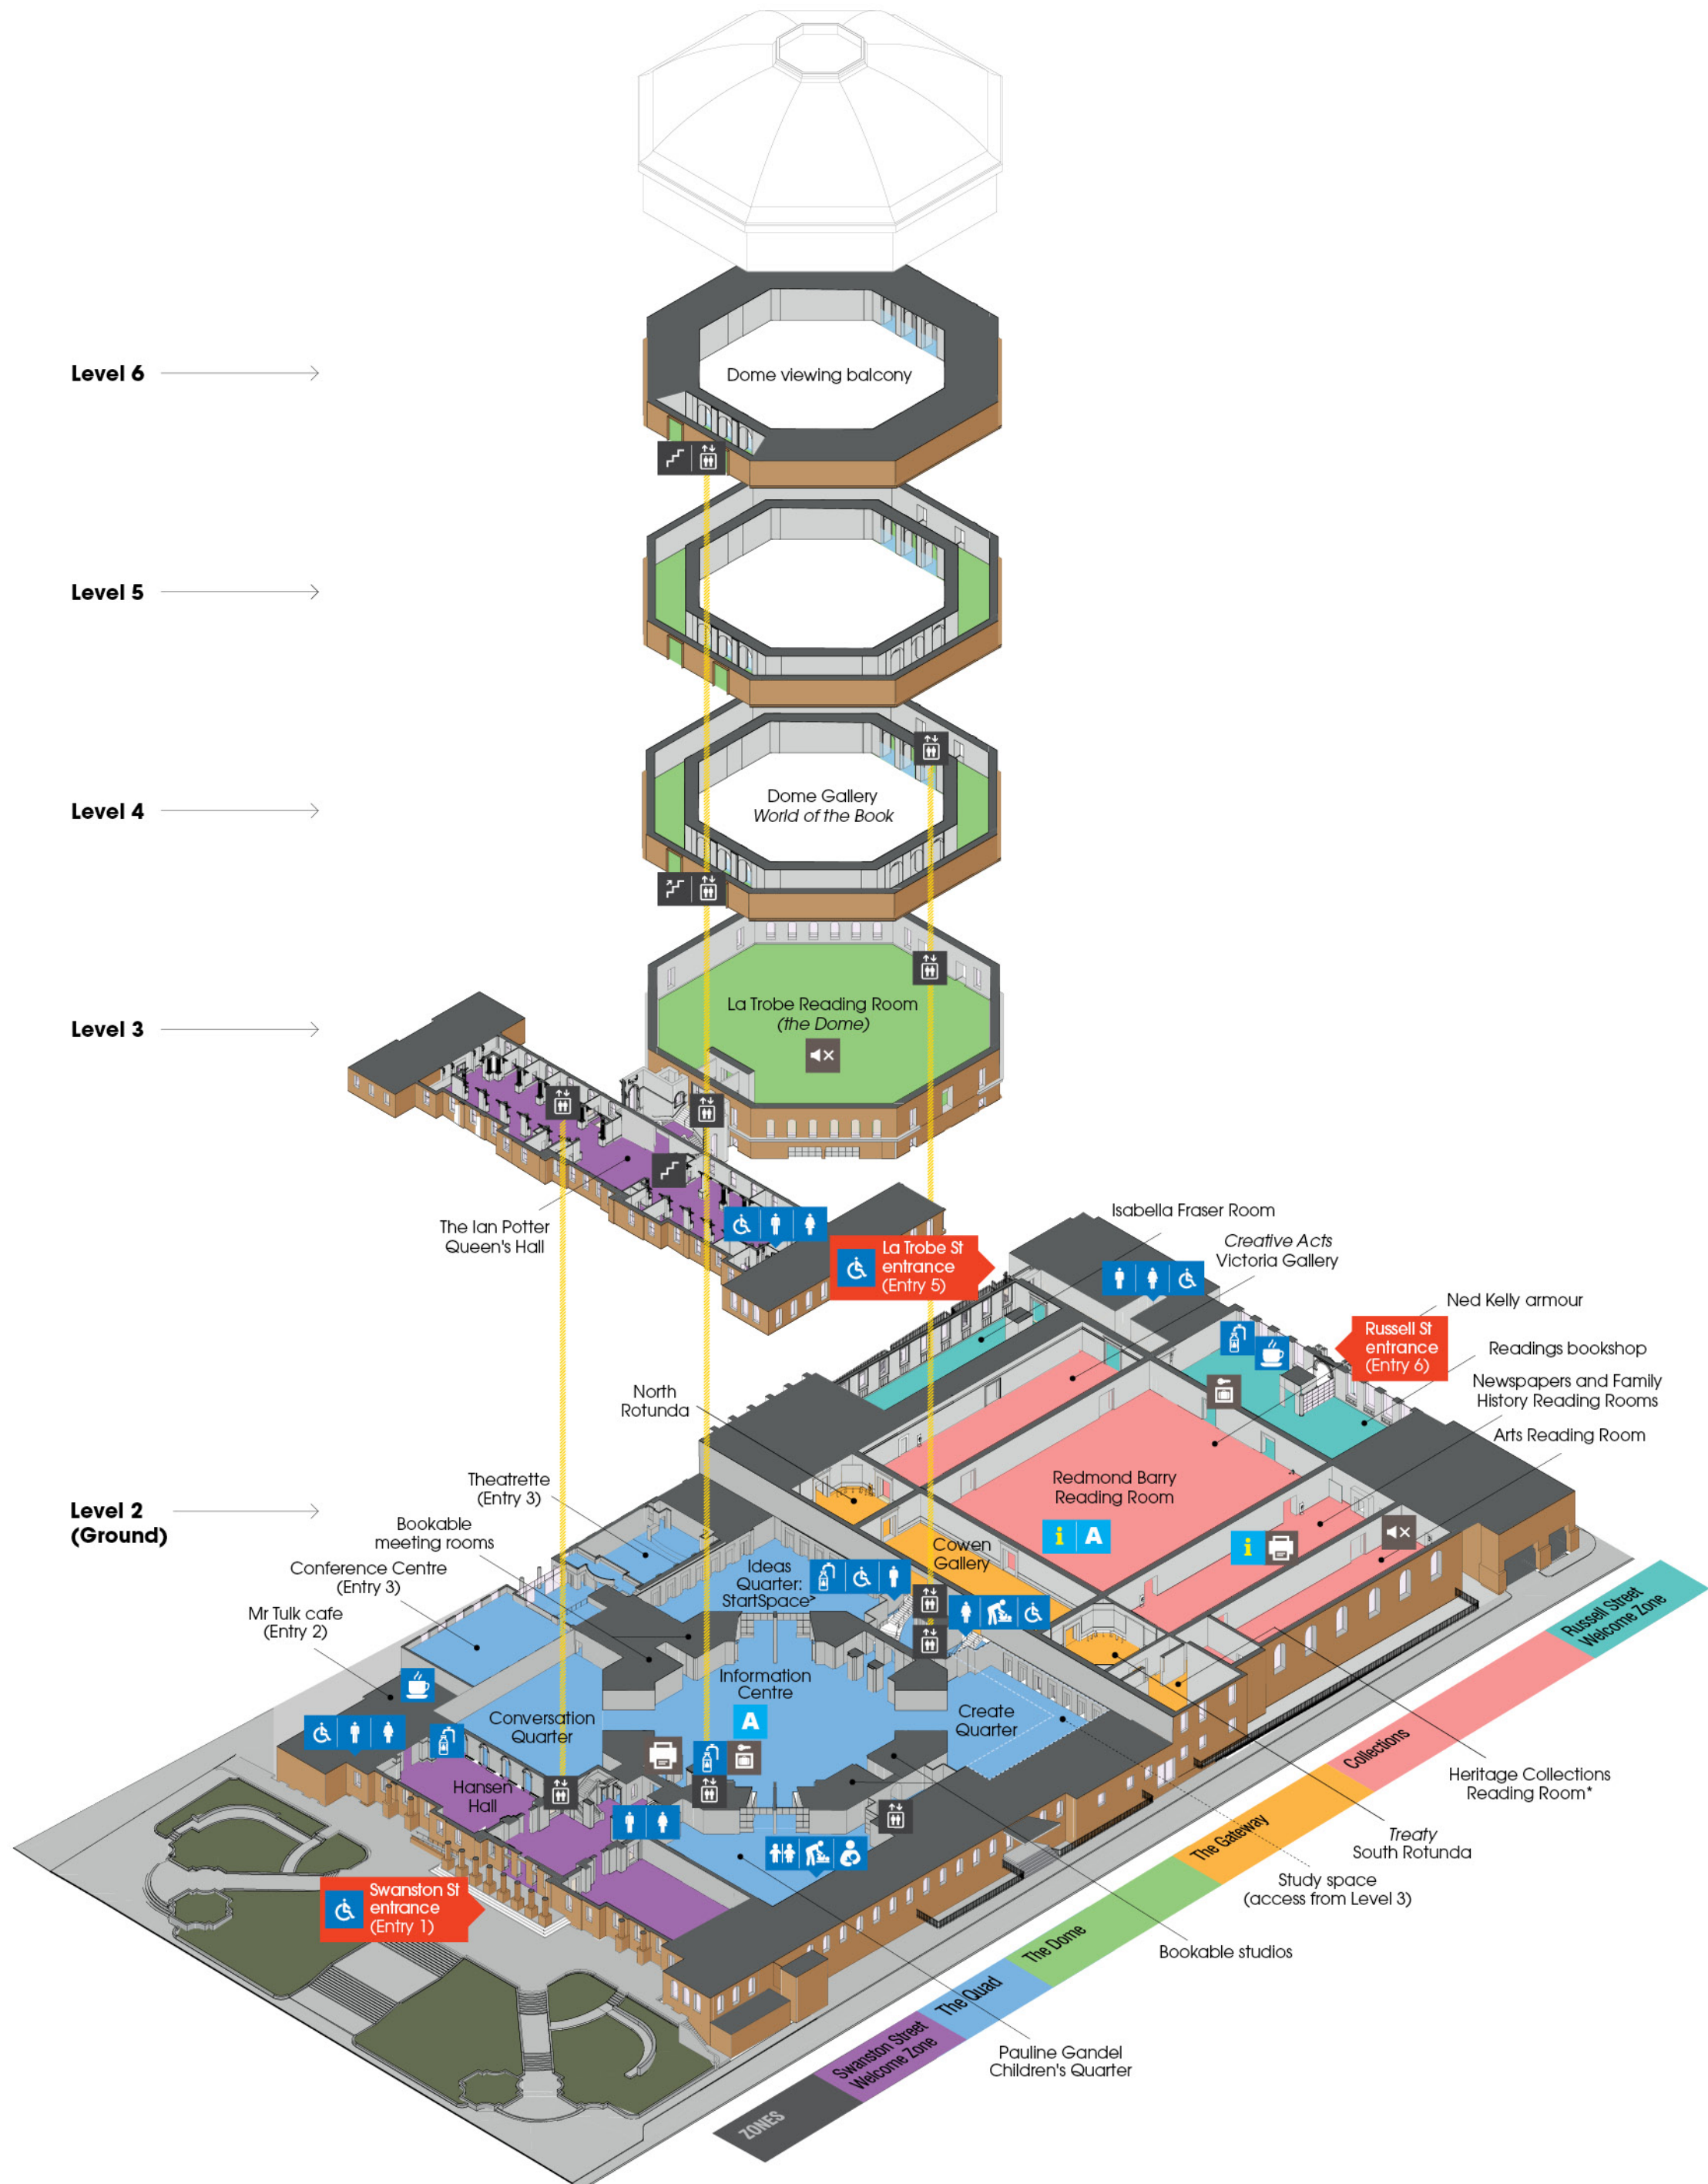 Level 6
Dome viewing balcony
Level 5
Level 4
Dome Gallery
World of the Book
Level 3
La Trobe Reading Room
(the Dome)
The Ian Potter
Queen's Hall
La Trobe St
entrance
(Entry 5)
Isabella Fraser Room
Creative Acts
Victoria Gallery
Ned Kelly armour
Russell St
entrance
(Entry 6)
Readings bookshop
Newspapers and Family
History Reading Rooms
Arts Reading Room
North
Rotunda
Redmond Barry
Reading Room
i A
i
Level 2
(Ground)
Theatrette
(Entry 3)
Bookable
meeting rooms
Conference Centre
(Entry 3)
Mr Tulk cafe
(Entry 2)
Cowen
Gallery
Ideas
Quarter:
StartSpace>
Information
Centre
A
Conversation
Quarter
Create
Quarter
Hansen
Hall
Swanston St
entrance
(Entry 1)
Heritage Collections
Reading Room*
Treaty
South Rotunda
Study space
(access from Level 3)
Bookable studios
Pauline Gandel
Children's Quarter
ZONES
Swanston Street
Welcome Zone
The Quad
The Dome
The Gateway
Collections
Russell Street
Welcome Zone